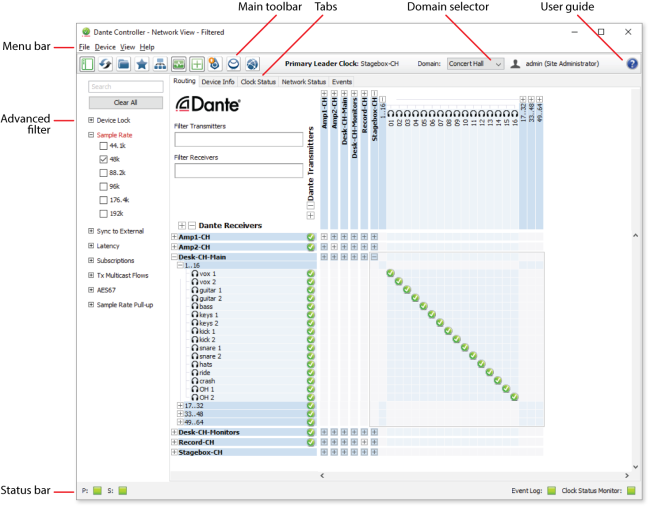 Main toolbar
Tabs
Domain selector
User guide
Dante Controller - Network View - Filtered
Menu bar
File Device View Help
Primary Leader Clock: Stagebox-CH
Domain: Concert Hall
admin (Site Administrator)
Routing Device Info Clock Status Network Status Events
Search
Clear All
Advanced
filter
Device Lock
Sample Rate
44.1k
48k
88.2k
96k
176.4k
192k
Sync to External
Latency
Subscriptions
Tx Multicast Flows
AES67
Sample Rate Pull-up
Dante
Filter Transmitters
Filter Receivers
Dante Transmitters
Amp1-CH
Amp2-CH
Desk-CH-Main
Desk-CH-Monitors
Record-CH
Stagebox-CH
1..16
01
02
03
04
05
06
07
08
09
10
11
12
13
14
15
16
17..32
33..48
49..64
Dante Receivers
Amp1-CH
Amp2-CH
Desk-CH-Main
1..16
vox 1
vox 2
guitar 1
guitar 2
bass
keys 1
keys 2
kick 1
kick 2
snare 1
snare 2
hats
ride
crash
OH 1
OH 2
17..32
33..48
49..64
Desk-CH-Monitors
Record-CH
Stagebox-CH
Status bar
P: S:
Event Log: Clock Status Monitor: